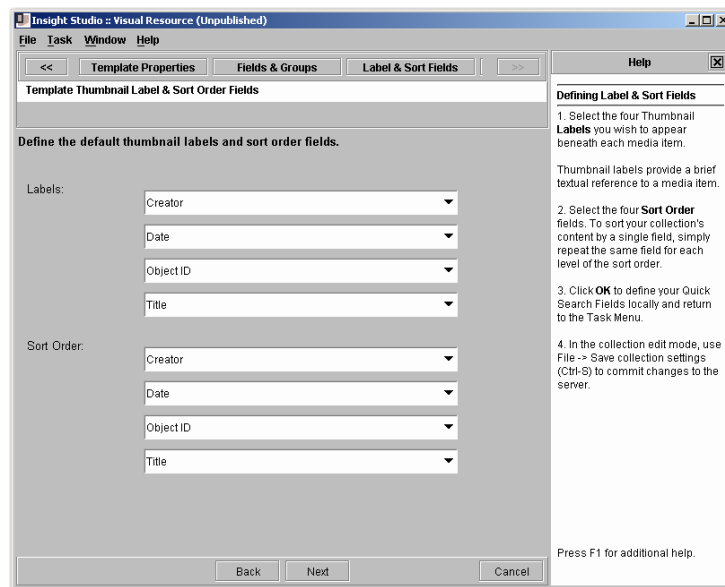 Insight Studio :: Visual Resource (Unpublished)
File Task Window Help
<< Template Properties Fields & Groups Label & Sort Fields >>
Template Thumbnail Label & Sort Order Fields
Define the default thumbnail labels and sort order fields.
Labels:
Creator
Date
Object ID
Title
Sort Order:
Creator
Date
Object ID
Title
Back Next Cancel
Help
Defining Label & Sort Fields
1. Select the four Thumbnail
Labels you wish to appear
beneath each media item.
Thumbnail labels provide a brief
textual reference to a media item.
2. Select the four Sort Order
fields. To sort your collection's
content by a single field, simply
repeat the same field for each
level of the sort order.
3. Click OK to define your Quick
Search Fields locally and return
to the Task Menu.
4. In the collection edit mode, use
File -> Save collection settings
(Ctrl-S) to commit changes to the
server.
Press F1 for additional help.